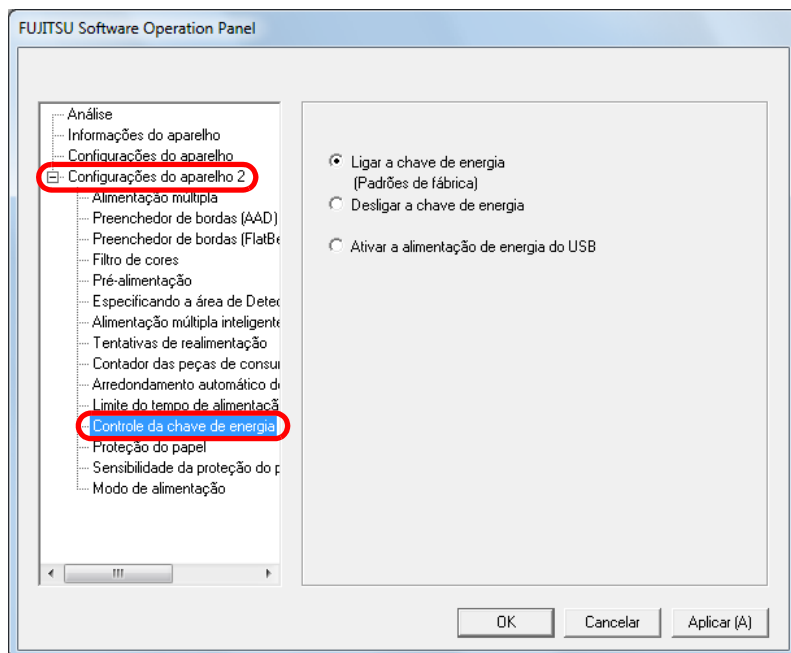 FUJITSU Software Operation Panel
Análise
Informações do aparelho
Configurações do aparelho
Configurações do aparelho 2
Alimentação múltipla
Preenchedor de bordas (AAD)
Preenchedor de bordas (FlatBe
Filtro de cores
Pré-alimentação
Especificando a área de Detec
Alimentação múltipla inteligente
Tentativas de realimentação
Contador das peças de consu
Arredondamento automático d
Limite do tempo de alimentaçã
Controle da chave de energia
Proteção do papel
Sensibilidade da proteção do p
Modo de alimentação
Ligar a chave de energia
(Padrões de fábrica)
Desligar a chave de energia
Ativar a alimentação de energia do USB
OK
Cancelar
Aplicar (A)